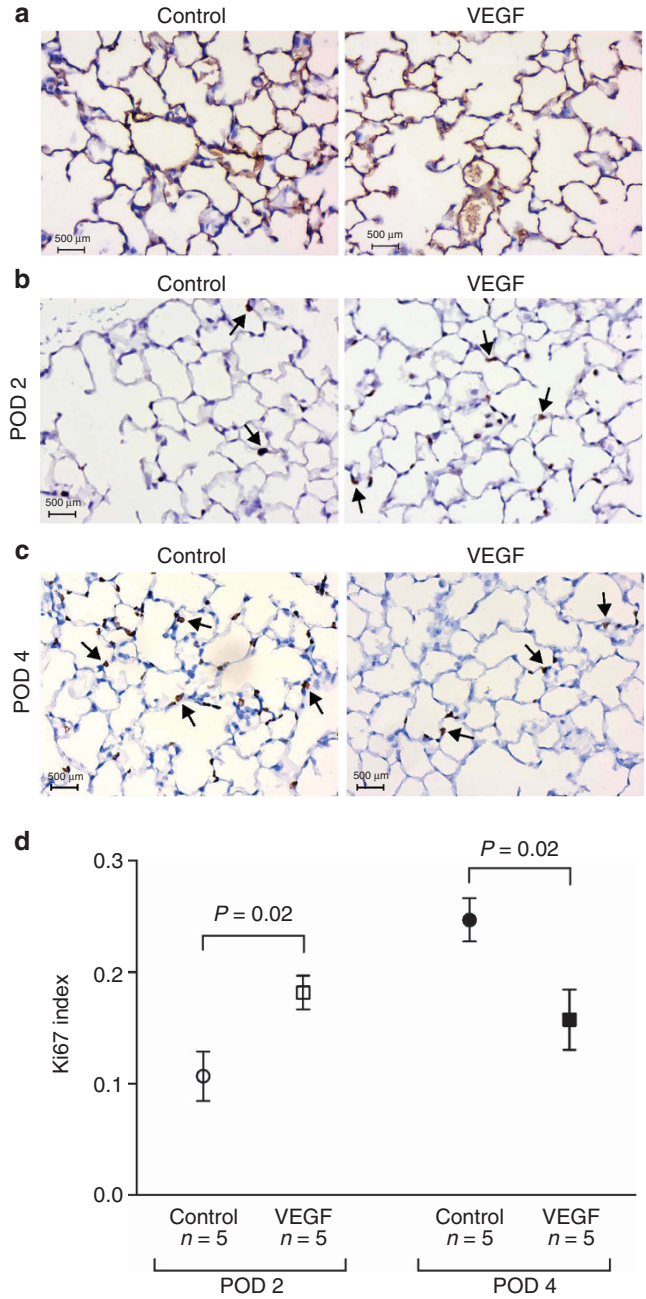 a
Control
VEGF
500 μm
500 μm
b
Control
VEGF
POD 2
500 μm
500 μm
c
Control
VEGF
POD 4
500 μm
500 μm
d
P = 0.02
P = 0.02
0.3
0.2
0.1
0.0
Ki67 index
Control VEGF Control VEGF
n = 5 n = 5 n = 5 n = 5
POD 2 POD 4